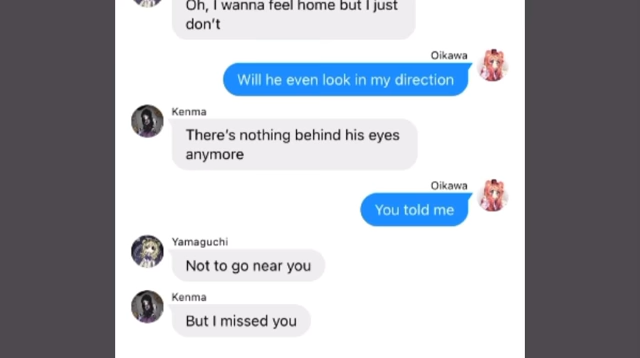 Oh, I wanna feel home but I just
don't
Oikawa
Will he even look in my direction
Kenma
There's nothing behind his eyes
anymore
Oikawa
You told me
Yamaguchi
Not to go near you
Kenma
But I missed you